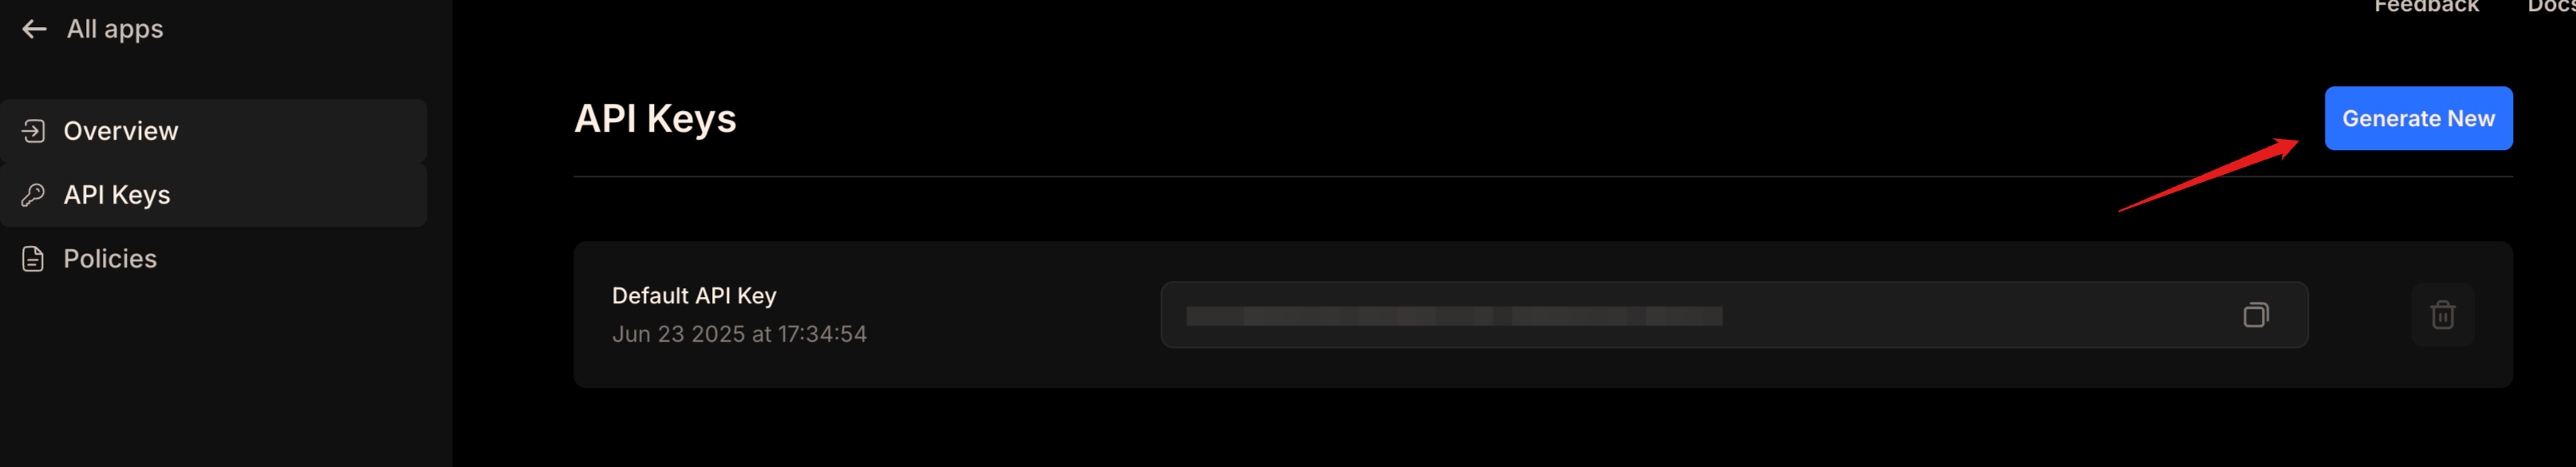 All apps
Feedback
Docs
Overview
API Keys
Policies
API Keys
Generate New
Default API Key
Jun 23 2025 at 17:34:54